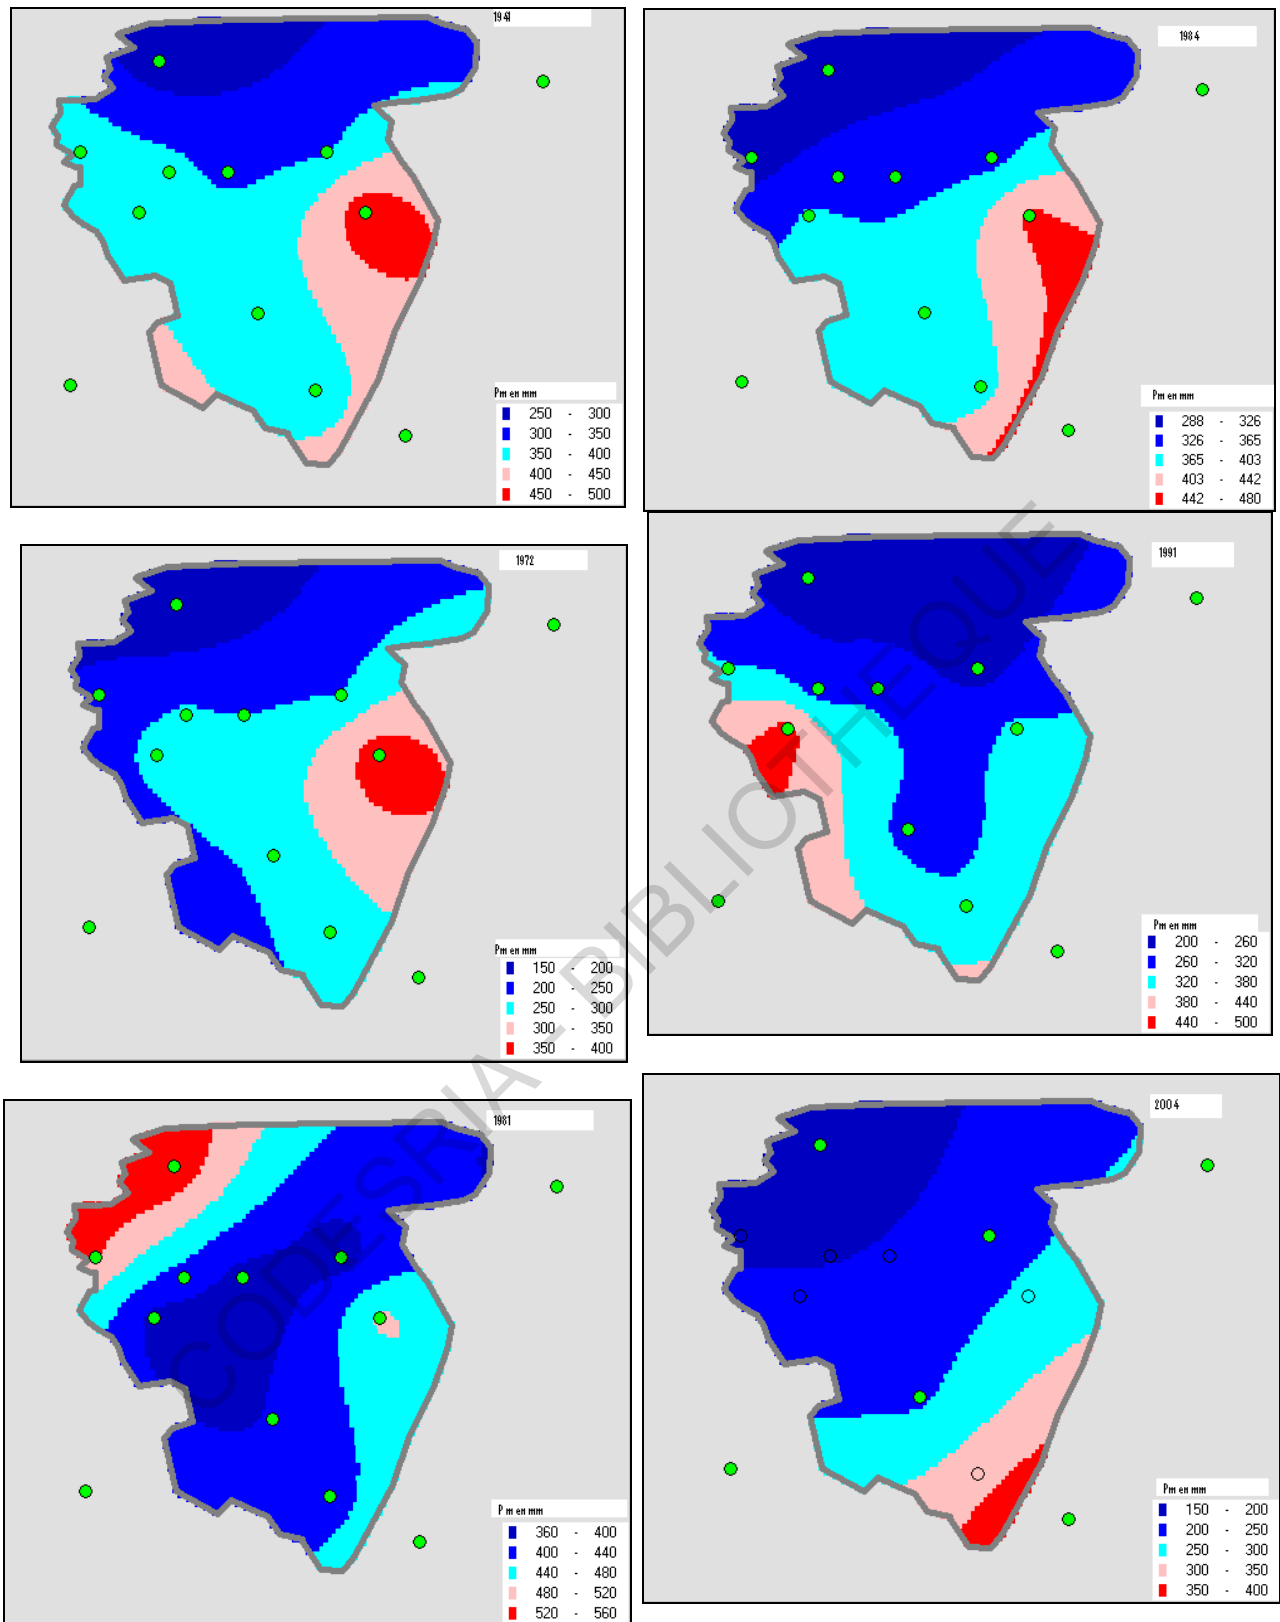 1941
Pm en mm
250 - 300
300 - 350
350 - 400
400 - 450
450 - 500
1984
Pm en mm
288 - 326
326 - 365
365 - 403
403 - 442
442 - 480
1972
Pm en mm
150 - 200
200 - 250
250 - 300
300 - 350
350 - 400
1991
Pm en mm
200 - 260
260 - 320
320 - 380
380 - 440
440 - 500
1981
Pm en mm
360 - 400
400 - 440
440 - 480
480 - 520
520 - 560
2004
Pm en mm
150 - 200
200 - 250
250 - 300
300 - 350
350 - 400
CODESRIA - BIBLIOTHEQUE